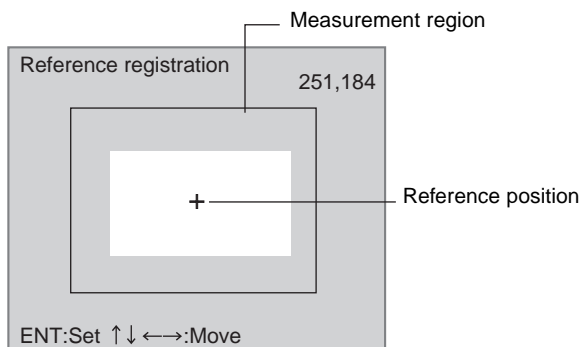 Measurement region
Reference registration
251,184
Reference position
ENT:Set ↑↓←→:Move